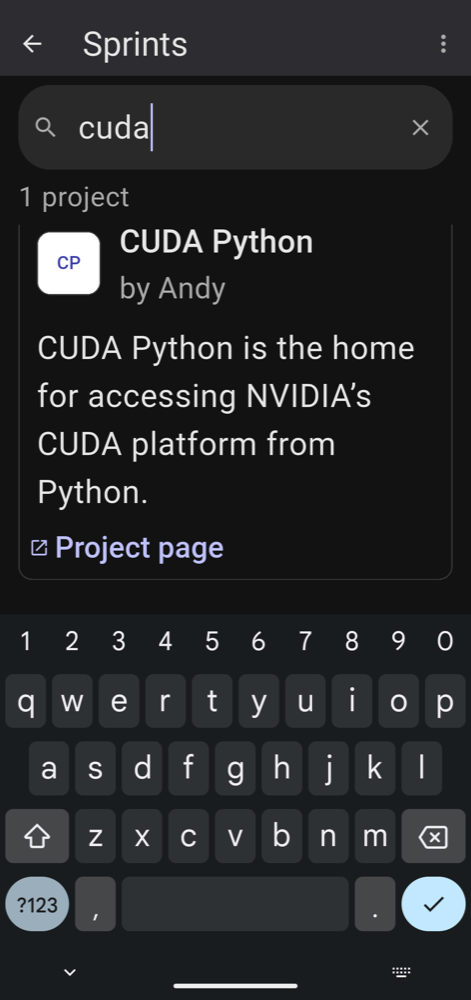 Sprints
cuda
1 project
CP
CUDA Python
by Andy
CUDA Python is the home
for accessing NVIDIA’s
CUDA platform from
Python.
Project page
1 2 3 4 5 6 7 8 9 0
q w e r t y u i o p
a s d f g h j k l
z x c v b n m
?123 , .